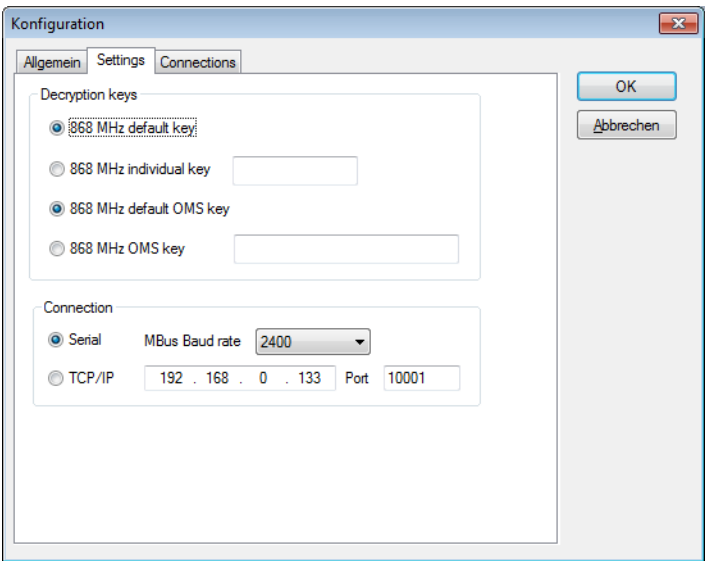 Konfiguration
Allgemein Settings Connections
OK
Abbrechen
Decryption keys
868 MHz default key
868 MHz individual key
868 MHz default OMS key
868 MHz OMS key
Connection
Serial MBus Baud rate 2400
TCP/IP 192 . 168 . 0 . 133 Port 10001